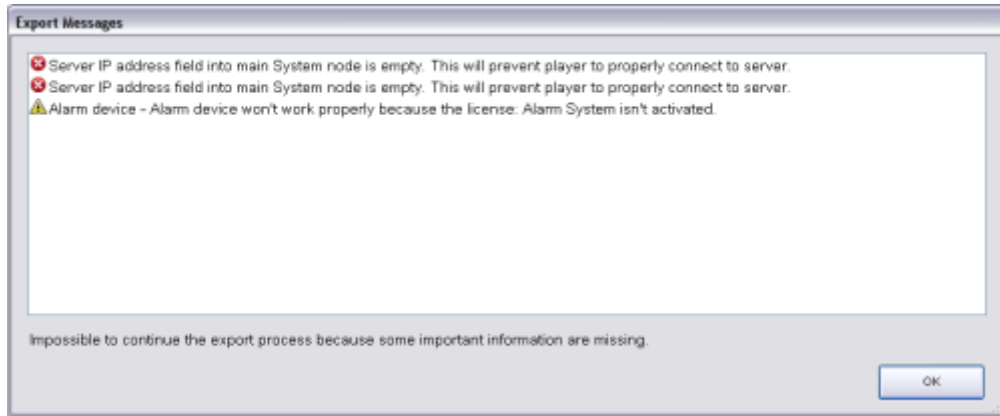 Export Messages
Server IP address field into main System node is empty. This will prevent player to properly connect to server.
Server IP address field into main System node is empty. This will prevent player to properly connect to server.
Alarm device - Alarm device won't work properly because the license: Alarm System isn't activated.
Impossible to continue the export process because some important information are missing.
OK